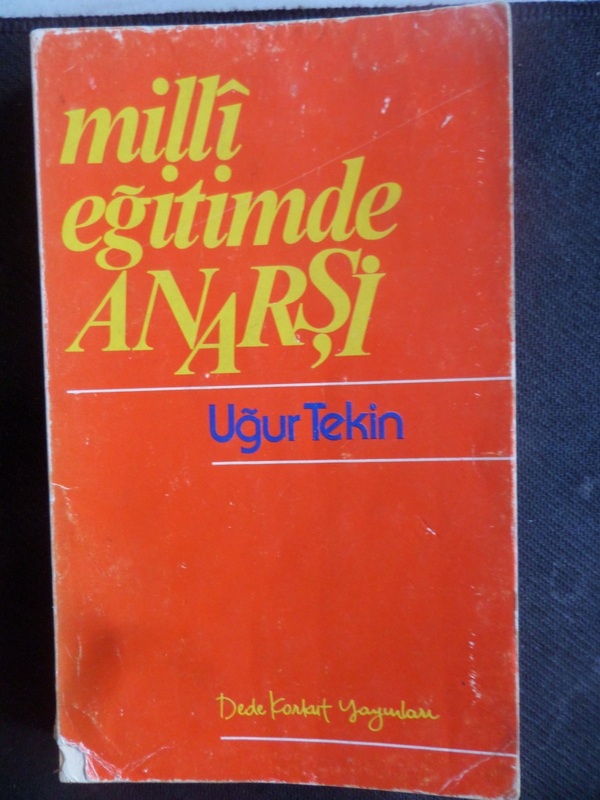 millî
eğitimde
ANARŞİ
Uğur Tekin
Dede Korkut Yayınları